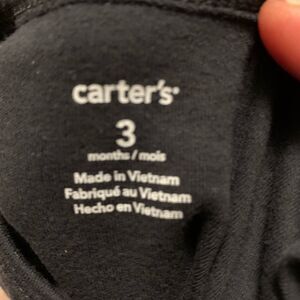 carter's
3
months / mois
Made in Vietnam
Fabriqué au Vietnam
Hecho en Vietnam